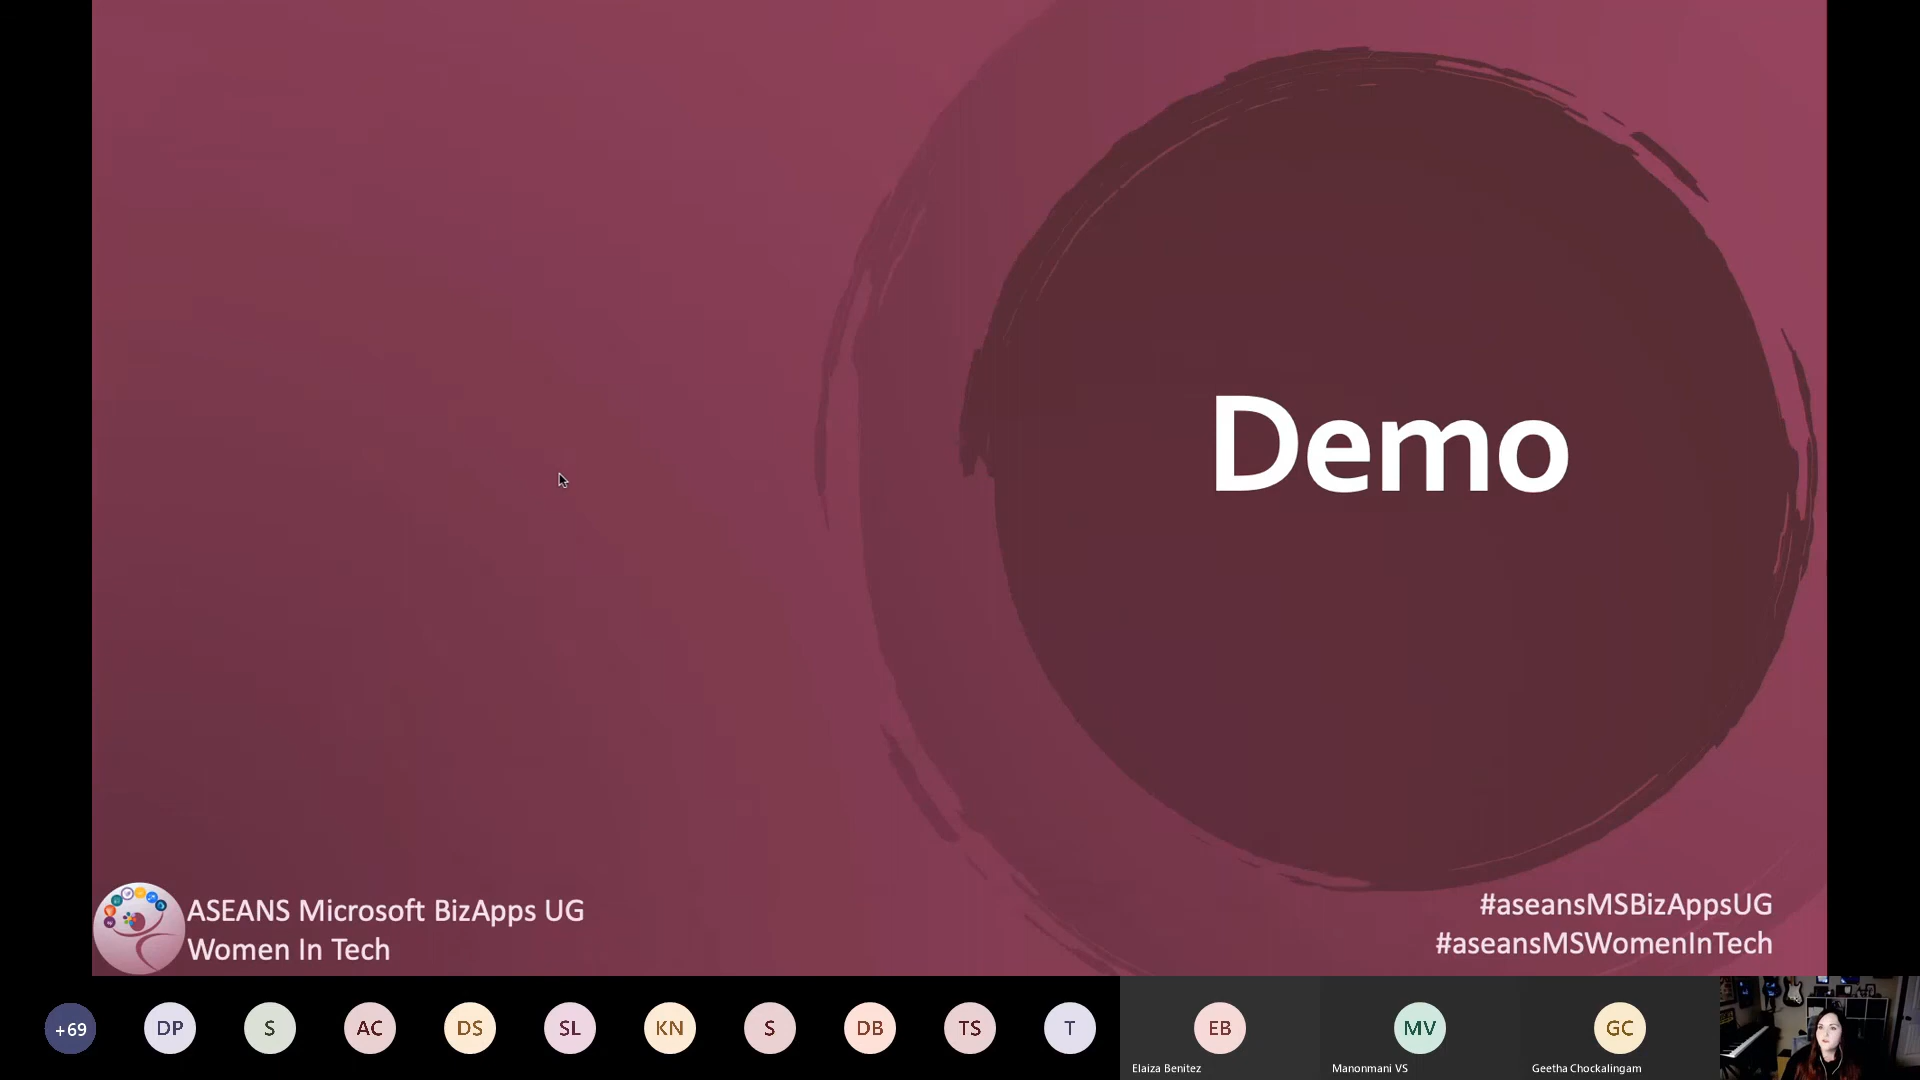 Demo
ASEANS Microsoft BizApps UG
Women In Tech
#aseansMSBizAppsUG
#aseansMSWomenInTech
+69
DP
S
AC
DS
SL
KN
S
DB
TS
T
EB
MV
GC
Elaiza Benitez
Manonmani VS
Geetha Chockalingam